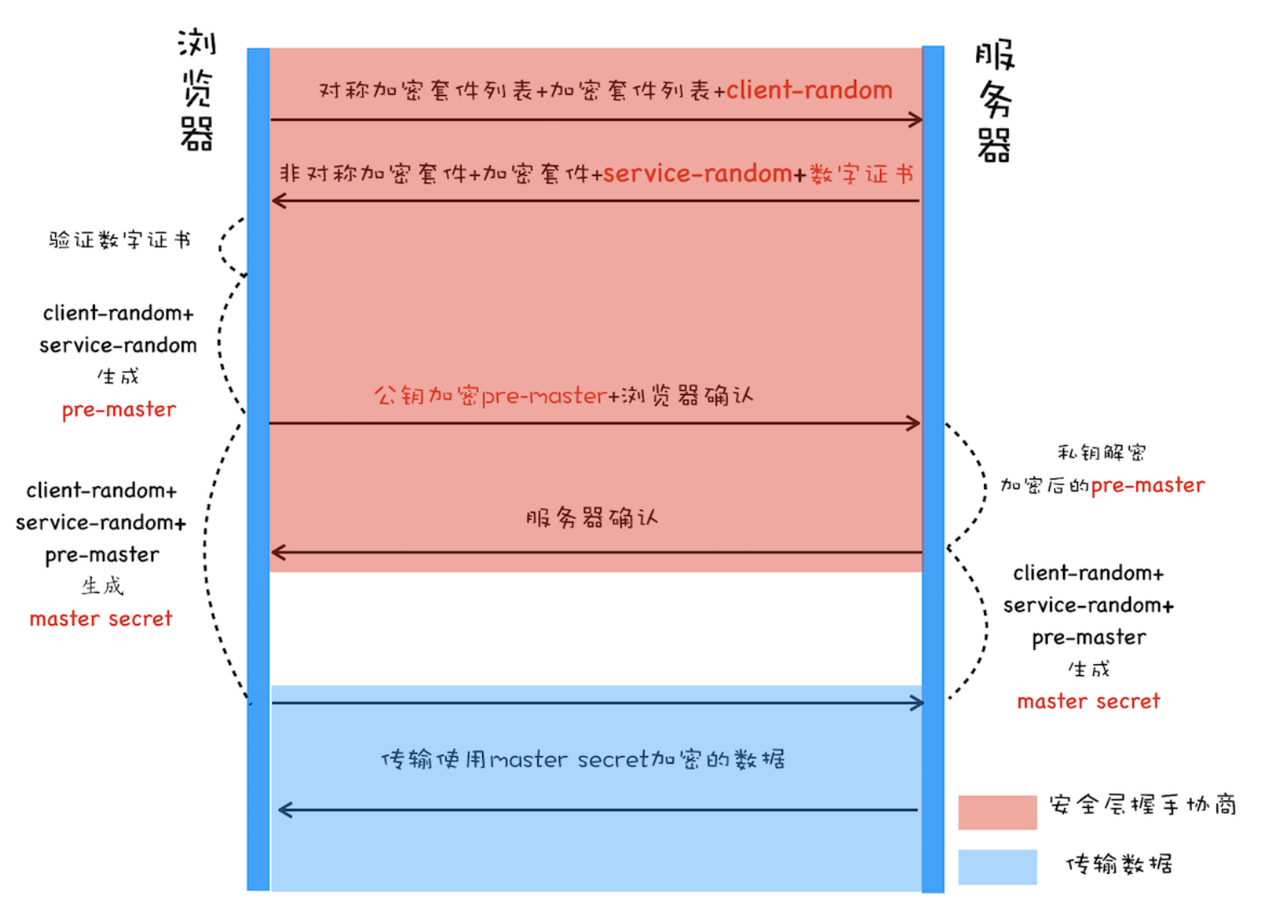 浏
览
器
服
务
器
对称加密套件列表+加密套件列表+client-random
非对称加密套件+加密套件+service-random+数字证书
验证数字证书
client-random+
service-random
生成
pre-master
公钥加密pre-master+浏览器确认
私钥解密
加密后的pre-master
client-random+
service-random+
pre-master
生成
master secret
服务器确认
client-random+
service-random+
pre-master
生成
master secret
传输使用master secret加密的数据
安全层握手协商
传输数据